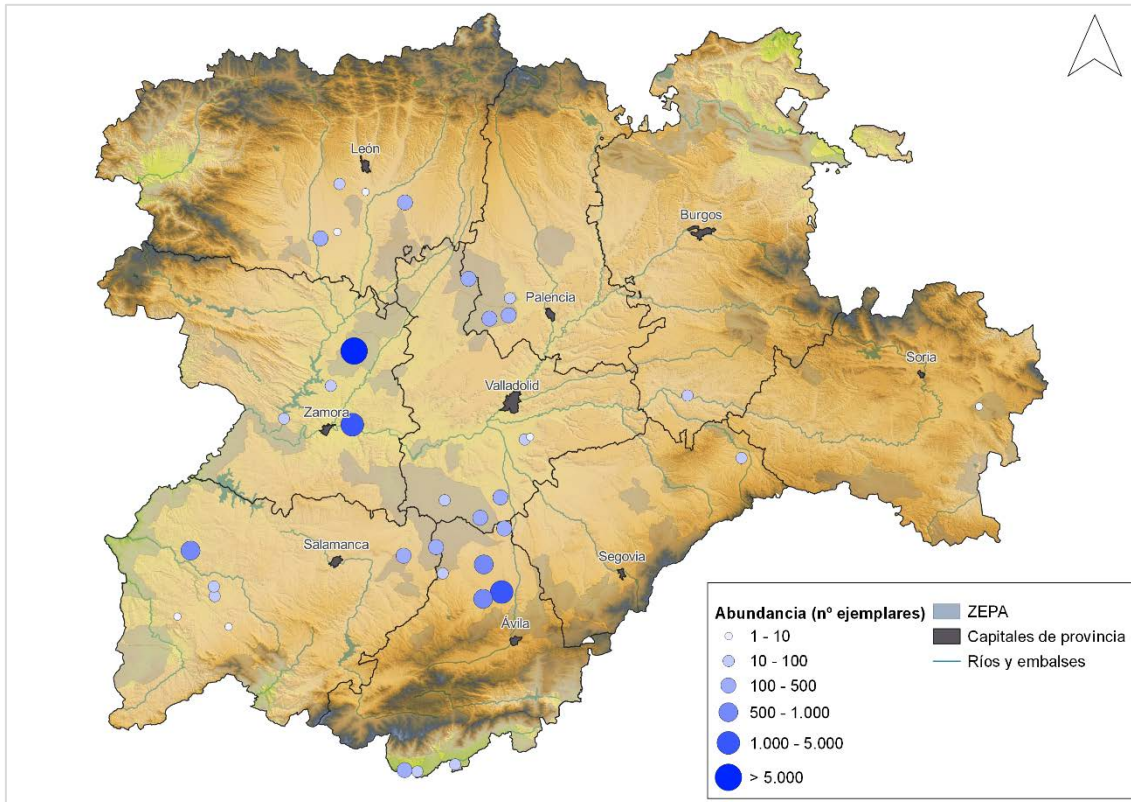 León
Burgos
Palencia
Soria
Valladolid
Zamora
Salamanca
Segovia
Ávila
Abundancia (nº ejemplares)
1 - 10
10 - 100
100 - 500
500 - 1.000
1.000 - 5.000
> 5.000
ZEPA
Capitales de provincia
Ríos y embalses